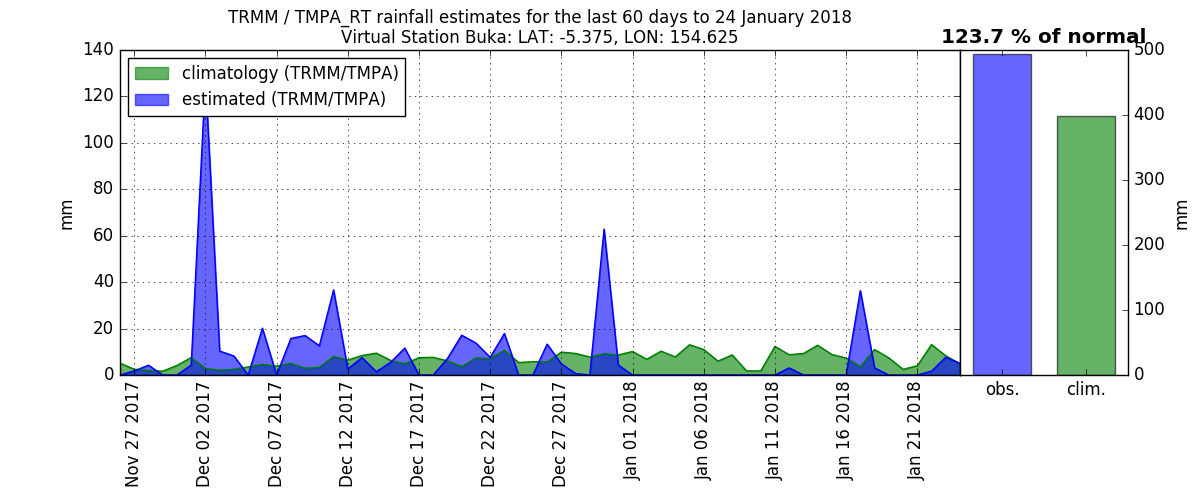 TRMM / TMPA_RT rainfall estimates for the last 60 days to 24 January 2018
Virtual Station Buka: LAT: -5.375, LON: 154.625
123.7 % of normal
climatology (TRMM/TMPA)
estimated (TRMM/TMPA)
mm
140
120
100
80
60
40
20
0
Nov 27 2017
Dec 02 2017
Dec 07 2017
Dec 12 2017
Dec 17 2017
Dec 22 2017
Dec 27 2017
Jan 01 2018
Jan 06 2018
Jan 11 2018
Jan 16 2018
Jan 21 2018
obs.
clim.
500
400
300
200
100
0
mm